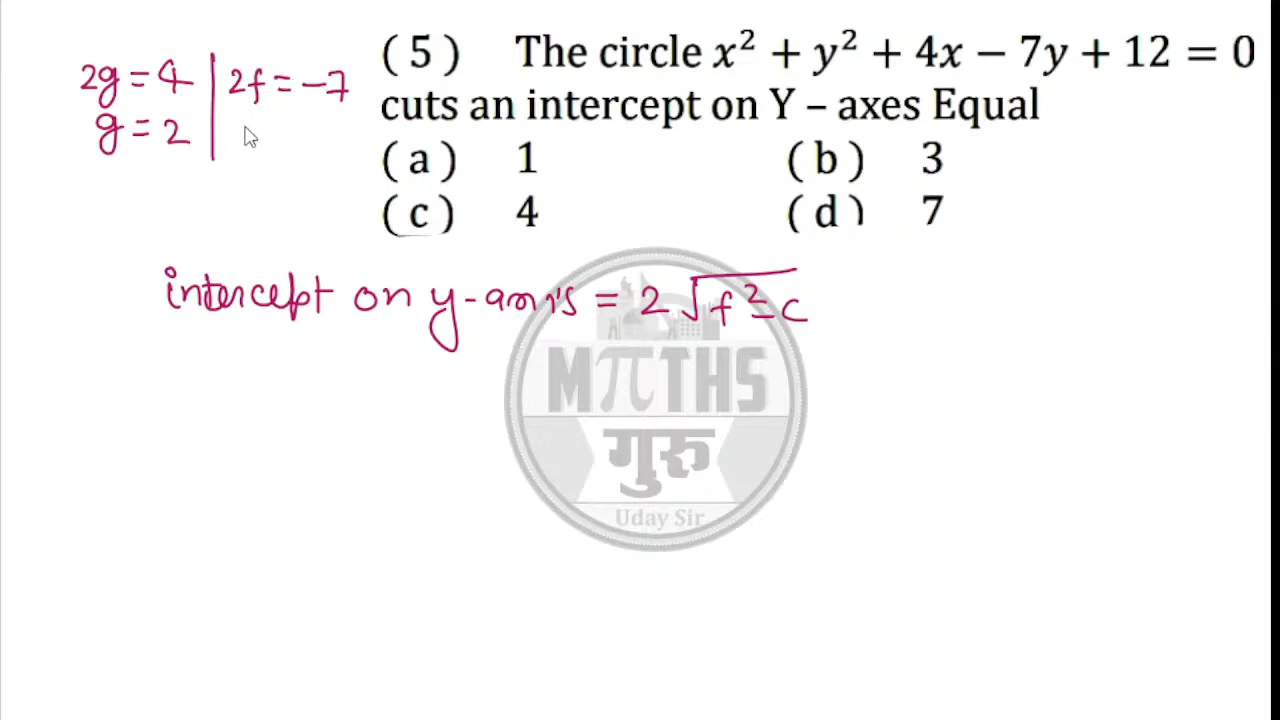 2g = 4 | 2f = -7
g = 2
( 5 ) The circle x² + y² + 4x − 7y + 12 = 0
cuts an intercept on Y – axes Equal
( a ) 1 ( b ) 3
( c ) 4 ( d ) 7
intercept on y-axis = 2 √f² - c
MπTHS
गुरु
Uday Sir